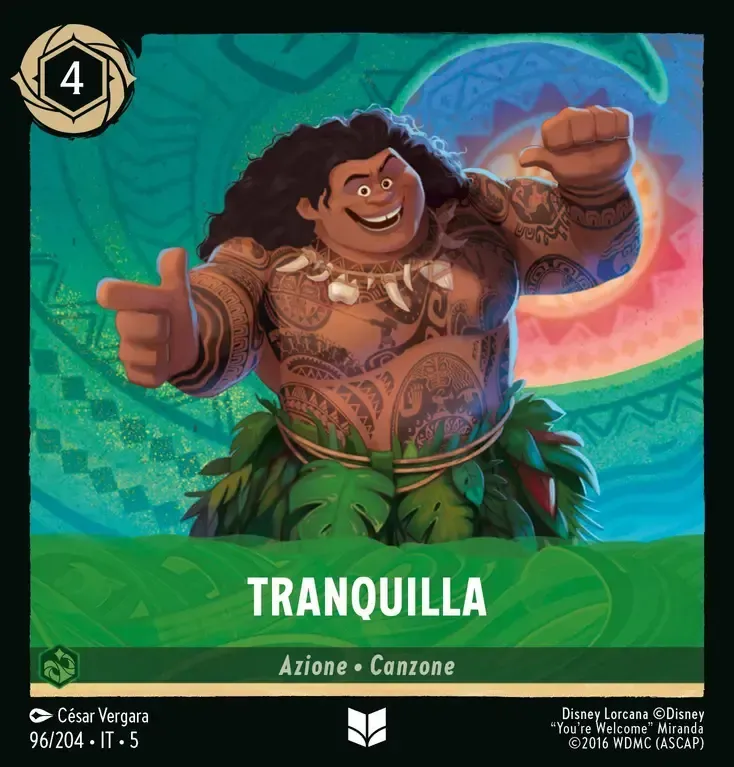 4
TRANQUILLA
Azione • Canzone
César Vergara
96/204 • IT • 5
Disney Lorcana ©Disney
“You’re Welcome” Miranda
©2016 WDMC (ASCAP)